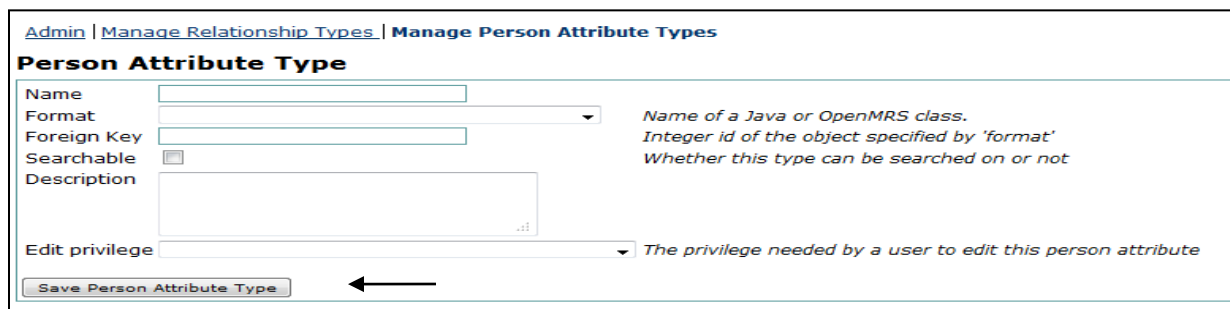 Admin | Manage Relationship Types | Manage Person Attribute Types
Person Attribute Type
Name
Format Name of a Java or OpenMRS class.
Foreign Key Integer id of the object specified by 'format'
Searchable Whether this type can be searched on or not
Description
Edit privilege The privilege needed by a user to edit this person attribute
Save Person Attribute Type